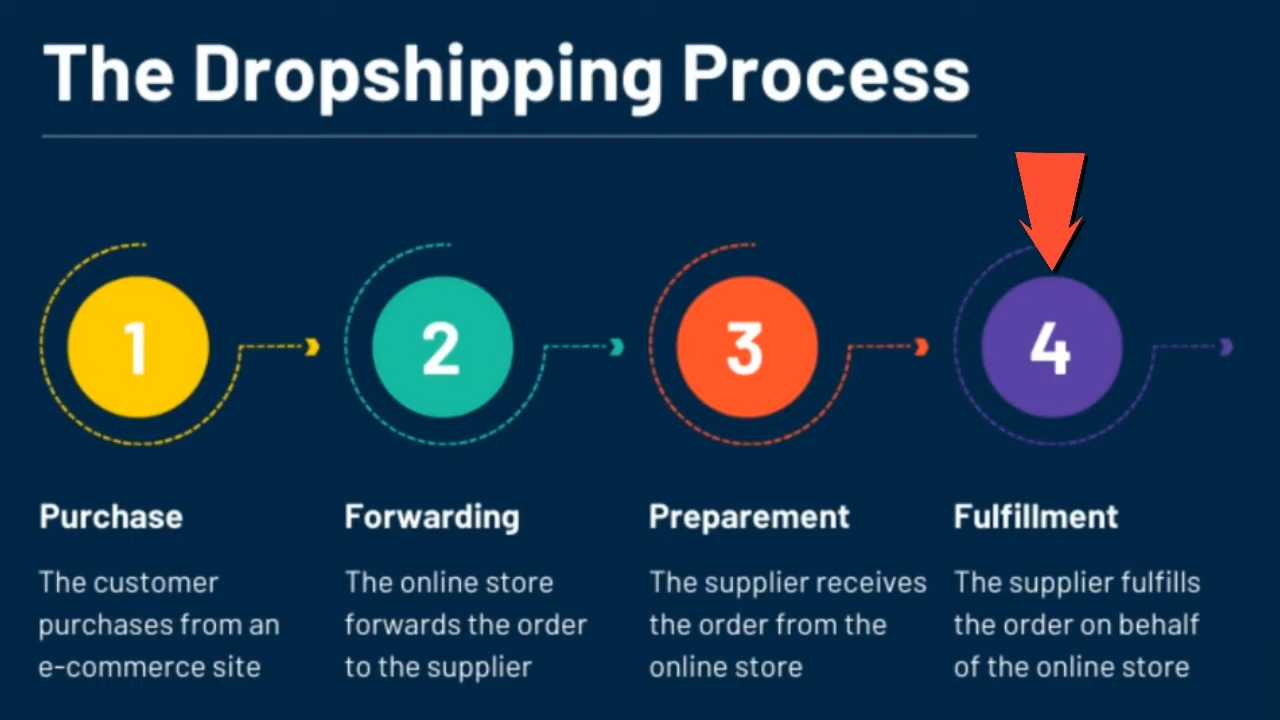 The Dropshipping Process
1
2
3
4
Purchase
The customer
purchases from an
e-commerce site
Forwarding
The online store
forwards the order
to the supplier
Preparement
The supplier receives
the order from the
online store
Fulfillment
The supplier fulfills
the order on behalf
of the online store